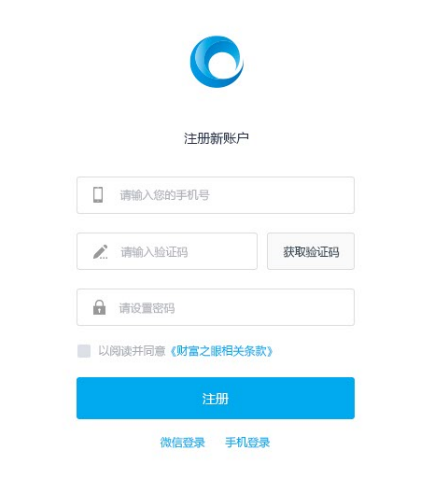 注册新账户
请输入您的手机号
请输入验证码 获取验证码
请设置密码
以阅读并同意《财富之眼相关条款》
注册
微信登录 手机登录